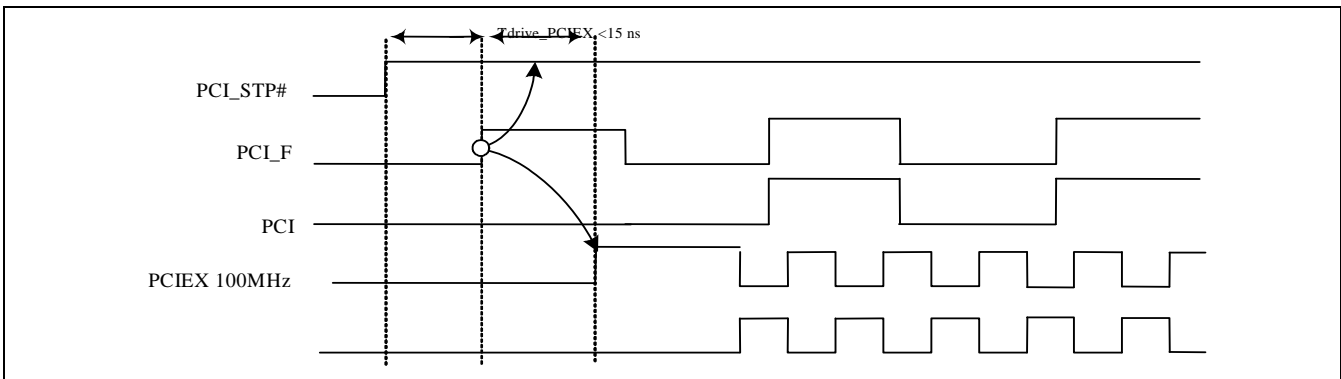 Tdrive_PCIEX <15 ns
PCI_STP#
PCI_F
PCI
PCIEX 100MHz